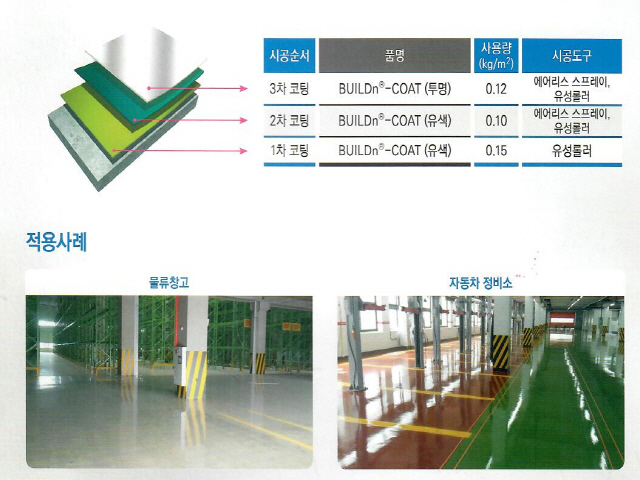 시공순서 품명 사용량 (kg/m²) 시공도구
3차 코팅 BUILDn®-COAT (투명) 0.12 에어리스 스프레이, 유성롤러
2차 코팅 BUILDn®-COAT (유색) 0.10 에어리스 스프레이, 유성롤러
1차 코팅 BUILDn®-COAT (유색) 0.15 유성롤러
적용사례
물류창고
자동차 정비소